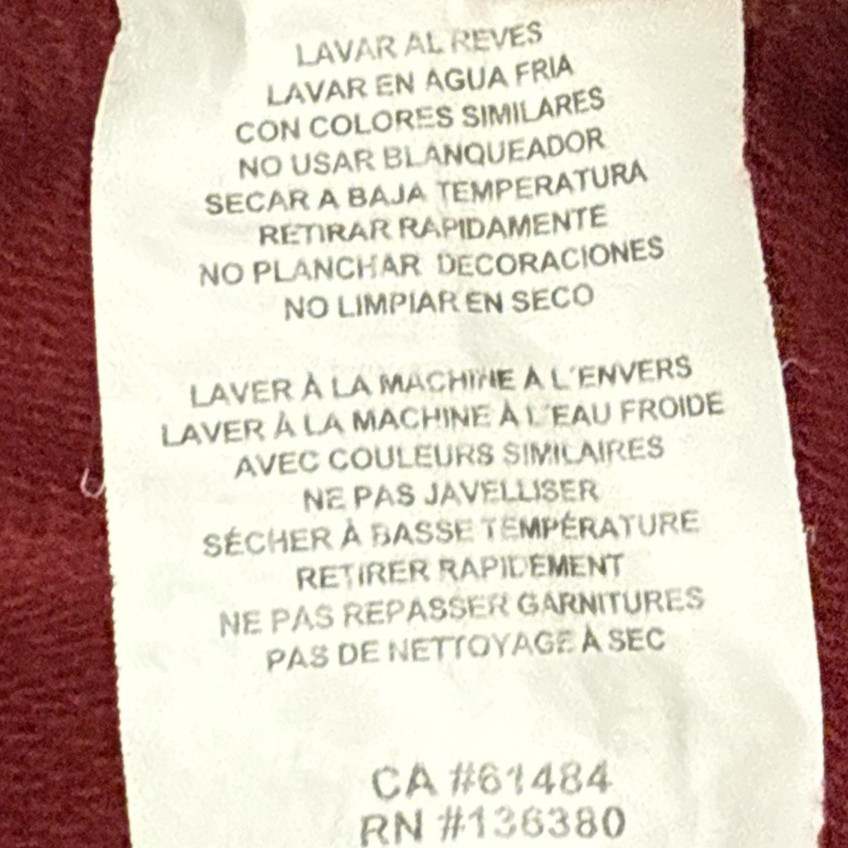 LAVAR AL REVES
LAVAR EN AGUA FRIA
CON COLORES SIMILARES
NO USAR BLANQUEADOR
SECAR A BAJA TEMPERATURA
RETIRAR RAPIDAMENTE
NO PLANCHAR DECORACIONES
NO LIMPIAR EN SECO
LAVER À LA MACHINE À L'ENVERS
LAVER À LA MACHINE À L'EAU FROIDE
AVEC COULEURS SIMILAIRES
NE PAS JAVELLISER
SÉCHER À BASSE TEMPÉRATURE
RETIRER RAPIDEMENT
NE PAS REPASSER GARNITURES
PAS DE NETTOYAGE À SEC
CA #61484
RN #136380